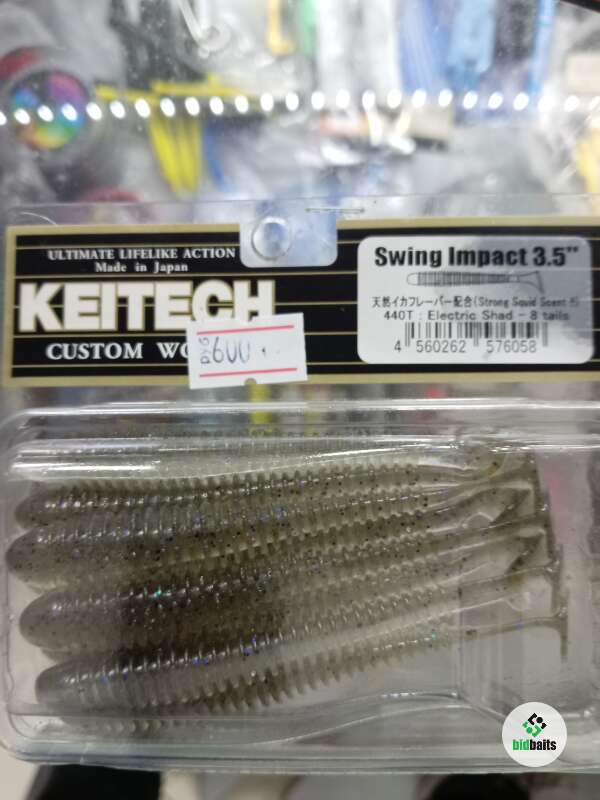 ULTIMATE LIFELIKE ACTION
Made in Japan
KEITECH
CUSTOM
Swing Impact 3.5"
天然イカフレーバー配合(Strong Squid Scent
440T : Electric Shad - 8 tails
4 560262 576058
600
bidbaits